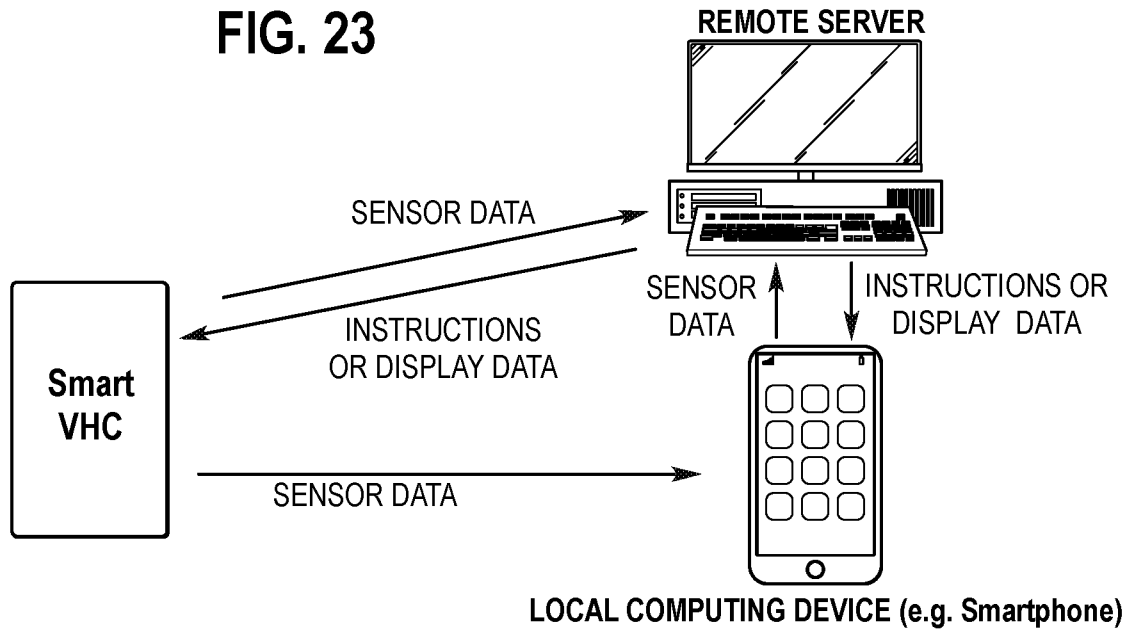 FIG. 23
REMOTE SERVER
SENSOR DATA
INSTRUCTIONS
OR DISPLAY DATA
SENSOR
DATA
INSTRUCTIONS OR
DISPLAY DATA
Smart
VHC
SENSOR DATA
LOCAL COMPUTING DEVICE (e.g. Smartphone)